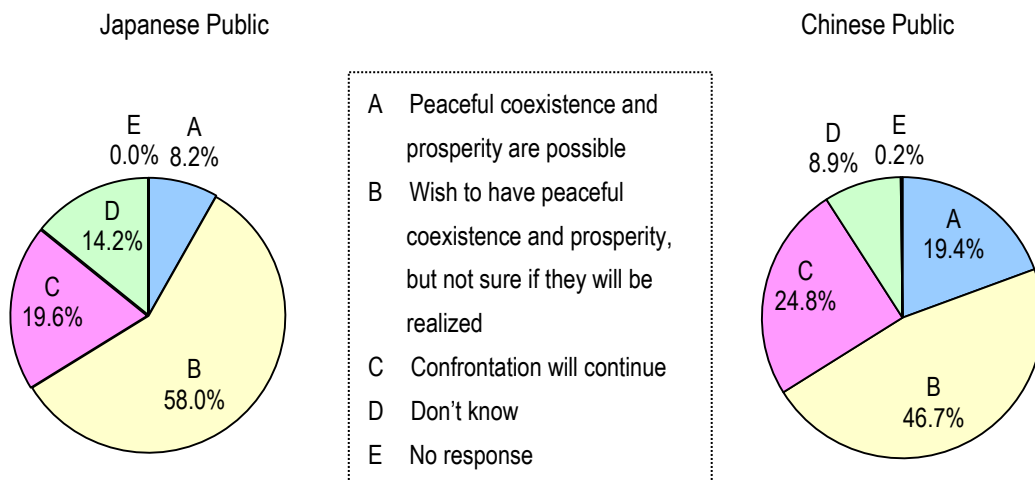 Japanese Public
Chinese Public
E
0.0%
A
8.2%
D
14.2%
C
19.6%
B
58.0%
A Peaceful coexistence and
prosperity are possible
B Wish to have peaceful
coexistence and prosperity,
but not sure if they will be
realized
C Confrontation will continue
D Don't know
E No response
D
8.9%
E
0.2%
A
19.4%
C
24.8%
B
46.7%